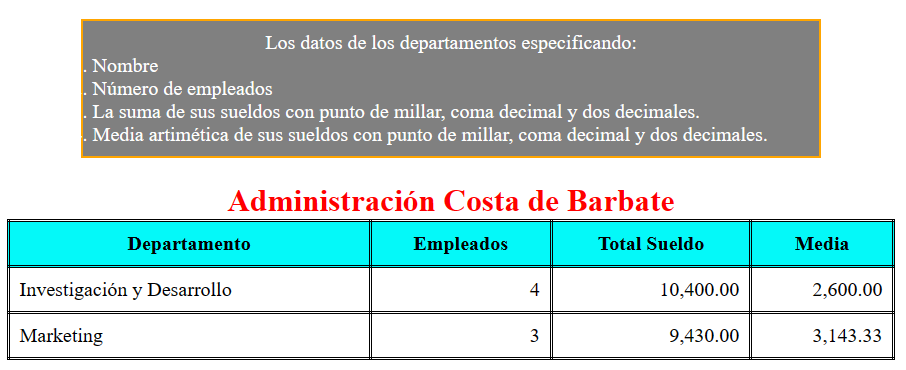 Los datos de los departamentos especificando:
. Nombre
. Número de empleados
. La suma de sus sueldos con punto de millar, coma decimal y dos decimales.
. Media artimética de sus sueldos con punto de millar, coma decimal y dos decimales.
Administración Costa de Barbate
Departamento Empleados Total Sueldo Media
Investigación y Desarrollo 4 10,400.00 2,600.00
Marketing 3 9,430.00 3,143.33